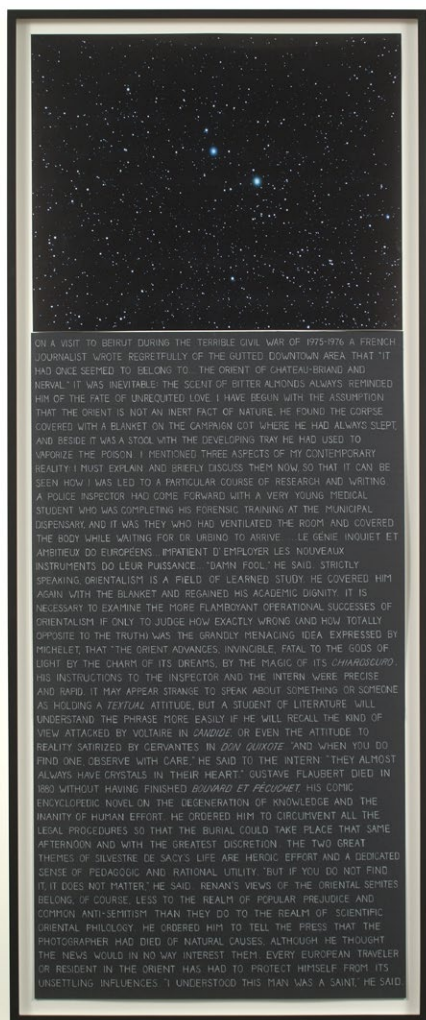 ON A VISIT TO BEIRUT DURING THE TERRIBLE CIVIL WAR OF 1975-1976 A FRENCH
JOURNALIST WROTE REGRETFULLY OF THE GUTTED DOWNTOWN AREA THAT "IT
HAD ONCE SEEMED TO BELONG TO... THE ORIENT OF CHATEAU-BRIAND AND
NERVAL." IT WAS INEVITABLE: THE SCENT OF BITTER ALMONDS ALWAYS REMINDED
HIM OF THE FATE OF UNREQUITED LOVE. I HAVE BEGUN WITH THE ASSUMPTION
THAT THE ORIENT IS NOT AN INERT FACT OF NATURE. HE FOUND THE CORPSE
COVERED WITH A BLANKET ON THE CAMPAIGN COT WHERE HE HAD ALWAYS SLEPT,
AND BESIDE IT WAS A STOOL WITH THE DEVELOPING TRAY HE HAD USED TO
VAPORIZE THE POISON. I MENTIONED THREE ASPECTS OF MY CONTEMPORARY
REALITY: I MUST EXPLAIN AND BRIEFLY DISCUSS THEM NOW, SO THAT IT CAN BE
SEEN HOW I WAS LED TO A PARTICULAR COURSE OF RESEARCH AND WRITING.
A POLICE INSPECTOR HAD COME FORWARD WITH A VERY YOUNG MEDICAL
STUDENT WHO WAS COMPLETING HIS FORENSIC TRAINING AT THE MUNICIPAL
DISPENSARY, AND IT WAS THEY WHO HAD VENTILATED THE ROOM AND COVERED
THE BODY WHILE WAITING FOR DR URBINO TO ARRIVE. ...LE GENIE INQUIET ET
AMBITIEUX DO EUROPÉENS... IMPATIENT D'EMPLOYER LES NOUVEAUX
INSTRUMENTS DO LEUR PUISSANCE... "DAMN FOOL," HE SAID. STRICTLY
SPEAKING, ORIENTALISM IS A FIELD OF LEARNED STUDY. HE COVERED HIM
AGAIN WITH THE BLANKET AND REGAINED HIS ACADEMIC DIGNITY. IT IS
NECESSARY TO EXAMINE THE MORE FLAMBOYANT OPERATIONAL SUCCESSES OF
ORIENTALISM IF ONLY TO JUDGE HOW EXACTLY WRONG (AND HOW TOTALLY
OPPOSITE TO THE TRUTH) WAS THE GRANDLY MENACING IDEA EXPRESSED BY
MICHELET, THAT "THE ORIENT ADVANCES, INVINCIBLE, FATAL TO THE GODS OF
LIGHT BY THE CHARM OF ITS DREAMS, BY THE MAGIC OF ITS CHIAROSCURO.
HIS INSTRUCTIONS TO THE INSPECTOR AND THE INTERN WERE PRECISE
AND RAPID. IT MAY APPEAR STRANGE TO SPEAK ABOUT SOMETHING OR SOMEONE
AS HOLDING A TEXTUAL ATTITUDE, BUT A STUDENT OF LITERATURE WILL
UNDERSTAND THE PHRASE MORE EASILY IF HE WILL RECALL THE KIND OF
VIEW ATTACKED BY VOLTAIRE IN CANDIDE, OR EVEN THE ATTITUDE TO
REALITY SATIRIZED BY CERVANTES IN DON QUIXOTE. "AND WHEN YOU DO
FIND ONE, OBSERVE WITH CARE," HE SAID TO THE INTERN. "THEY ALMOST
ALWAYS HAVE CRYSTALS IN THEIR HEART." GUSTAVE FLAUBERT DIED IN
1880 WITHOUT HAVING FINISHED BOUVARD ET PÉCUCHET, HIS COMIC
ENCYCLOPEDIC NOVEL ON THE DEGENERATION OF KNOWLEDGE AND THE
INANITY OF HUMAN EFFORT. HE ORDERED HIM TO CIRCUMVENT ALL THE
LEGAL PROCEDURES SO THAT THE BURIAL COULD TAKE PLACE THAT SAME
AFTERNOON AND WITH THE GREATEST DISCRETION. THE TWO GREAT
THEMES OF SILVESTRE DE SACY'S LIFE ARE HEROIC EFFORT AND A DEDICATED
SENSE OF PEDAGOGIC AND RATIONAL UTILITY. "BUT IF YOU DO NOT FIND
IT, IT DOES NOT MATTER," HE SAID. RENAN'S VIEWS OF THE ORIENTAL SEMITES
BELONG, OF COURSE, LESS TO THE REALM OF POPULAR PREJUDICE AND
COMMON ANTI-SEMITISM THAN THEY DO TO THE REALM OF SCIENTIFIC
ORIENTAL PHILOLOGY. HE ORDERED HIM TO TELL THE PRESS THAT THE
PHOTOGRAPHER HAD DIED OF NATURAL CAUSES, ALTHOUGH HE THOUGHT
THE NEWS WOULD IN NO WAY INTEREST THEM. EVERY EUROPEAN TRAVELER
OR RESIDENT IN THE ORIENT HAS HAD TO PROTECT HIMSELF FROM ITS
UNSETTLING INFLUENCES. "I UNDERSTOOD THIS MAN WAS A SAINT," HE SAID.